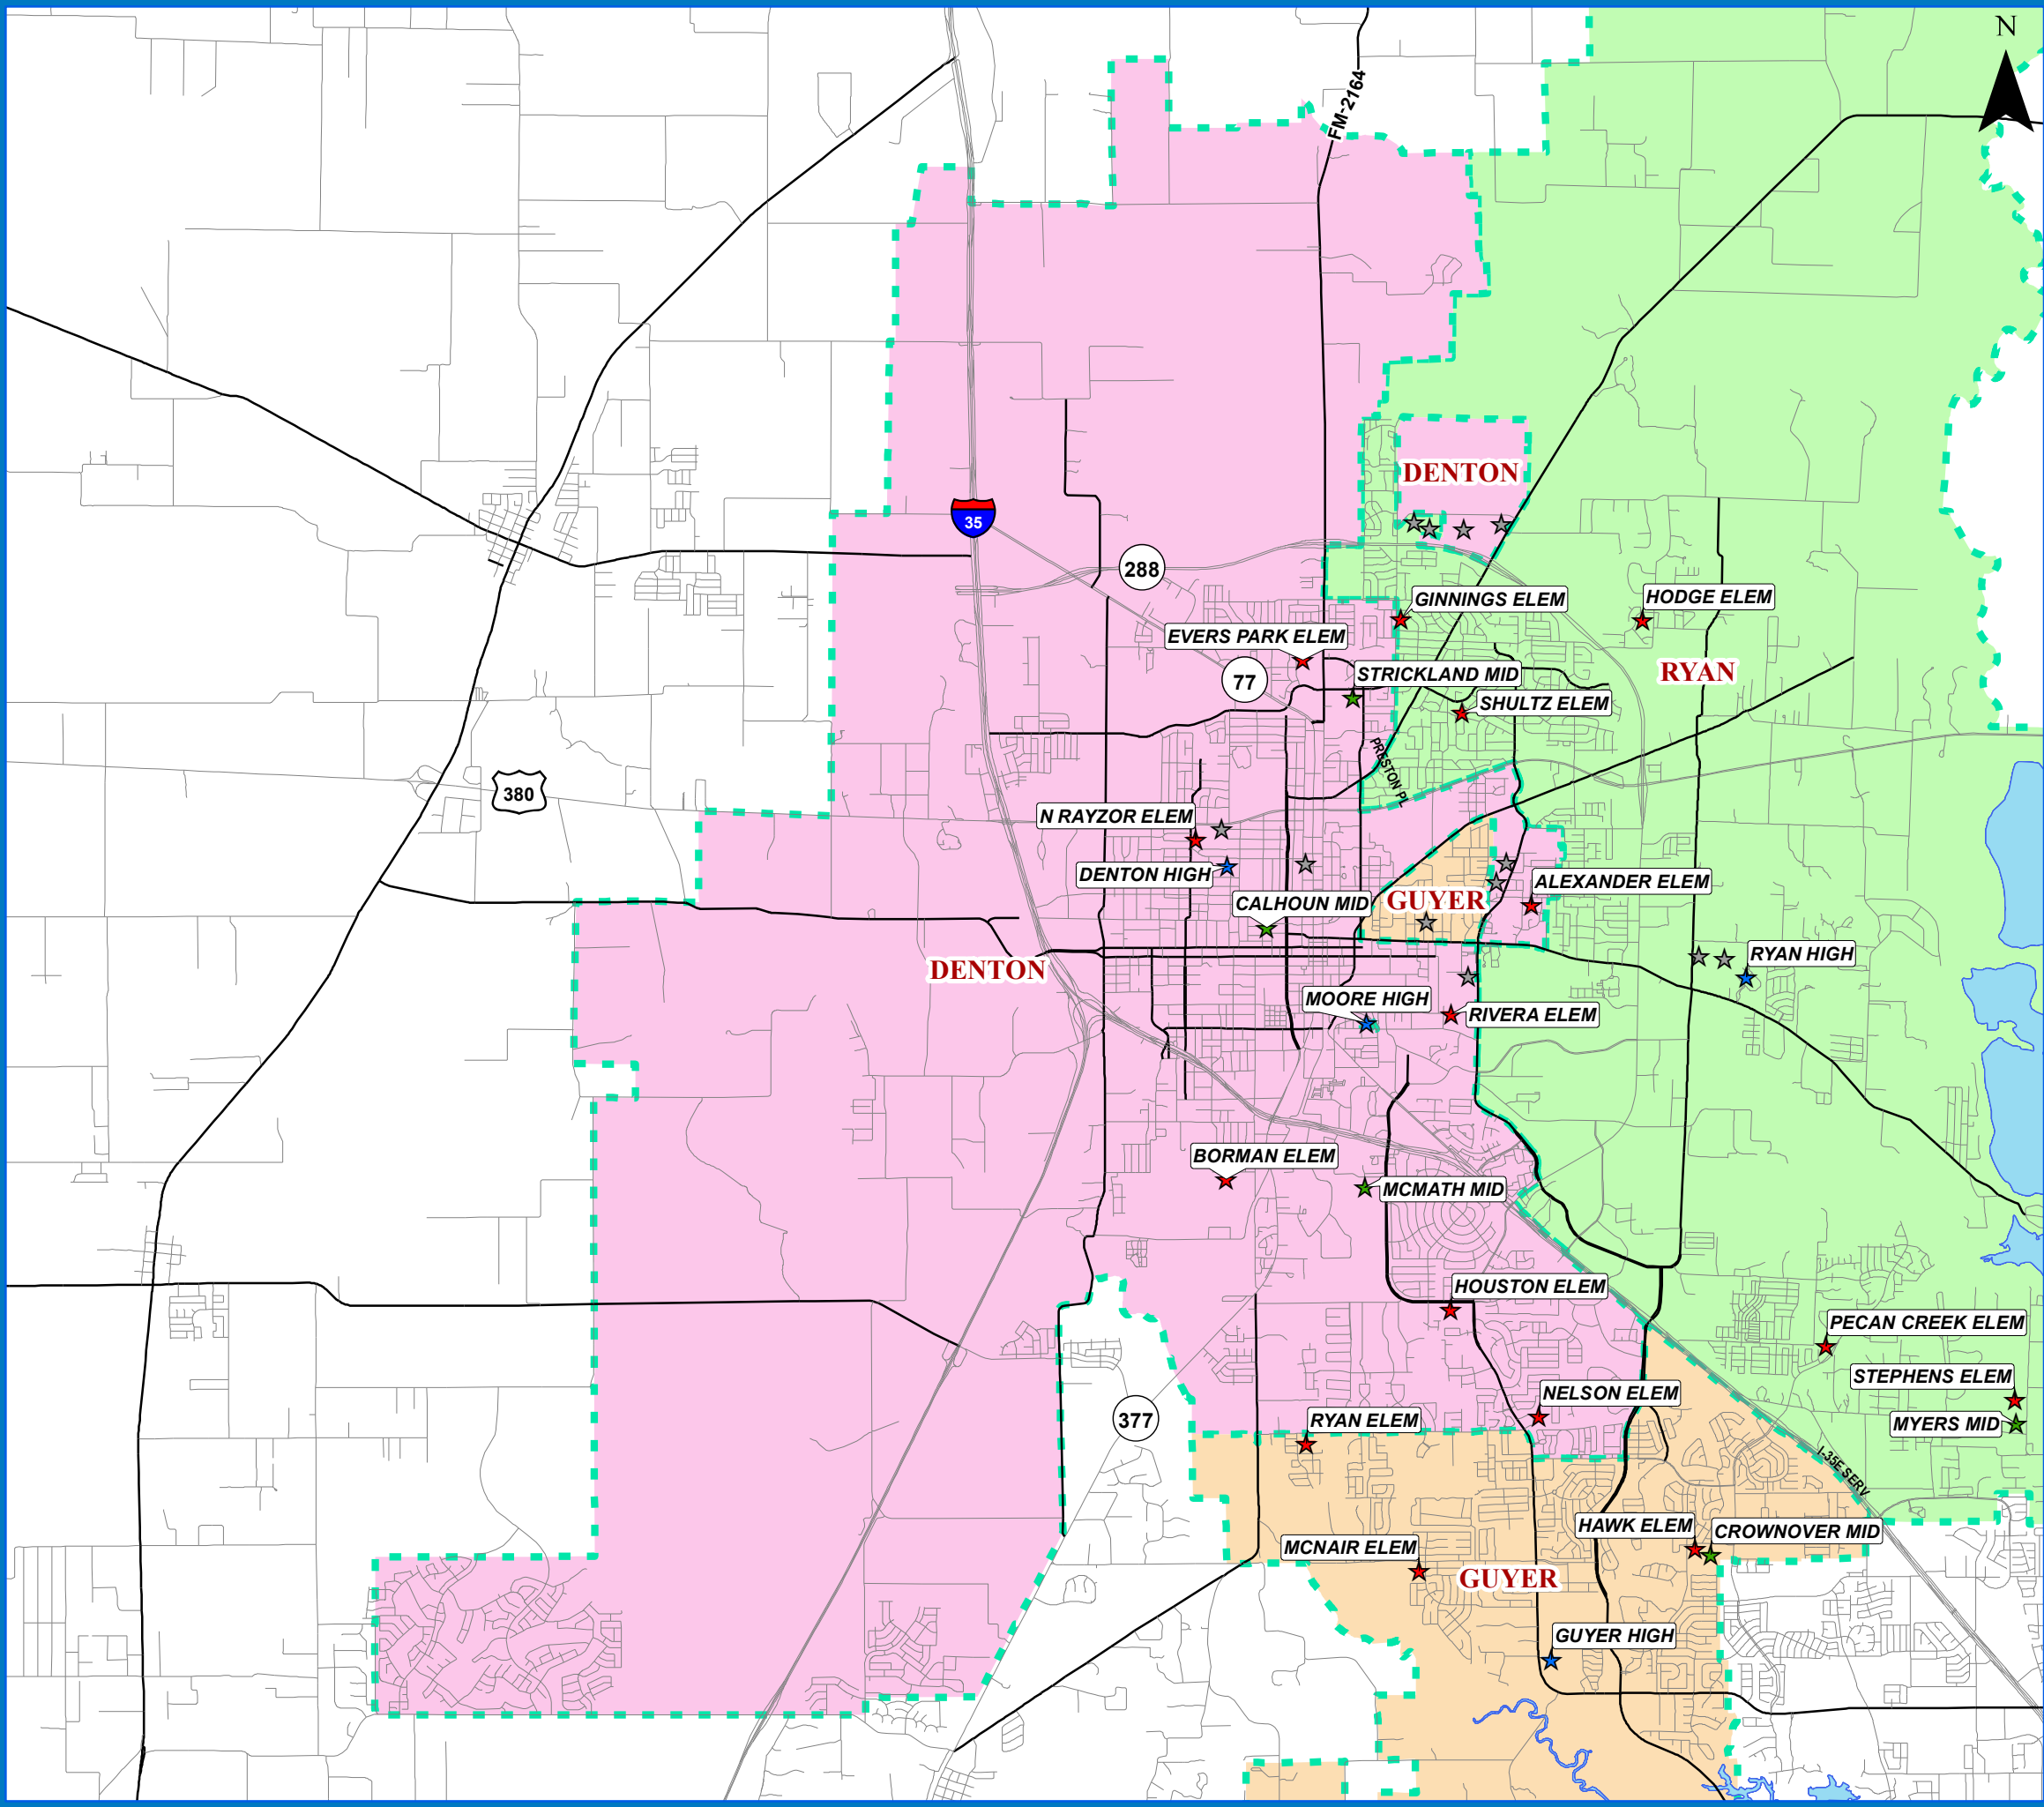 N
FM-2164
DENTON
35
288
GINNINGS ELEM
HODGE ELEM
EVERS PARK ELEM
RYAN
STRICKLAND MID
77
SHULTZ ELEM
PRESTON PL
380
N RAYZOR ELEM
DENTON HIGH
ALEXANDER ELEM
GUYER
CALHOUN MID
RYAN HIGH
DENTON
MOORE HIGH
RIVERA ELEM
BORMAN ELEM
MCMATH MID
HOUSTON ELEM
PECAN CREEK ELEM
STEPHENS ELEM
NELSON ELEM
377
RYAN ELEM
MYERS MID
I-35E SERV
HAWK ELEM
CROWNOVER MID
MCNAIR ELEM
GUYER
GUYER HIGH